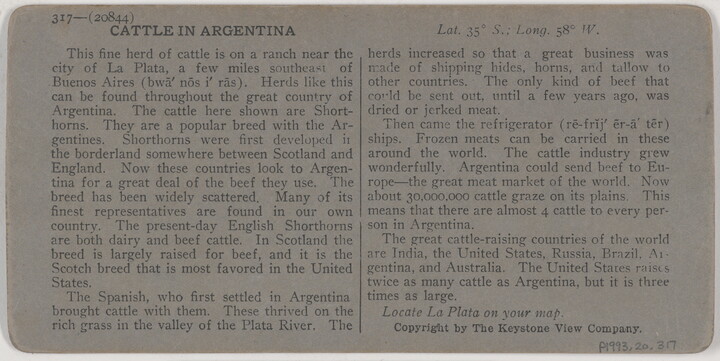 317—(20844)
CATTLE IN ARGENTINA
Lat. 35° S.; Long. 58° W.
This fine herd of cattle is on a ranch near the
city of La Plata, a few miles southeast of
Buenos Aires (bwā′ nōs i′ rās). Herds like this
can be found throughout the great country of
Argentina. The cattle here shown are Short-
horns. They are a popular breed with the Ar-
gentines. Shorthorns were first developed in
the borderland somewhere between Scotland and
England. Now these countries look to Argen-
tina for a great deal of the beef they use. The
breed has been widely scattered. Many of its
finest representatives are found in our own
country. The present-day English Shorthorns
are both dairy and beef cattle. In Scotland the
breed is largely raised for beef, and it is the
Scotch breed that is most favored in the United
States.
The Spanish, who first settled in Argentina
brought cattle with them. These thrived on the
rich grass in the valley of the Plata River. The
herds increased so that a great business was
made of shipping hides, horns, and tallow to
other countries. The only kind of beef that
could be sent out, until a few years ago, was
dried or jerked meat.
Then came the refrigerator (rē-frĭj′ ēr-ā′ tēr)
ships. Frozen meats can be carried in these
around the world. The cattle industry grew
wonderfully. Argentina could send beef to Eu-
rope—the great meat market of the world. Now
about 30,000,000 cattle graze on its plains. This
means that there are almost 4 cattle to every per-
son in Argentina.
The great cattle-raising countries of the world
are India, the United States, Russia, Brazil, Ar-
gentina, and Australia. The United States raises
twice as many cattle as Argentina, but it is three
times as large.
Locate La Plata on your map.
Copyright by The Keystone View Company.
P1993.20.317